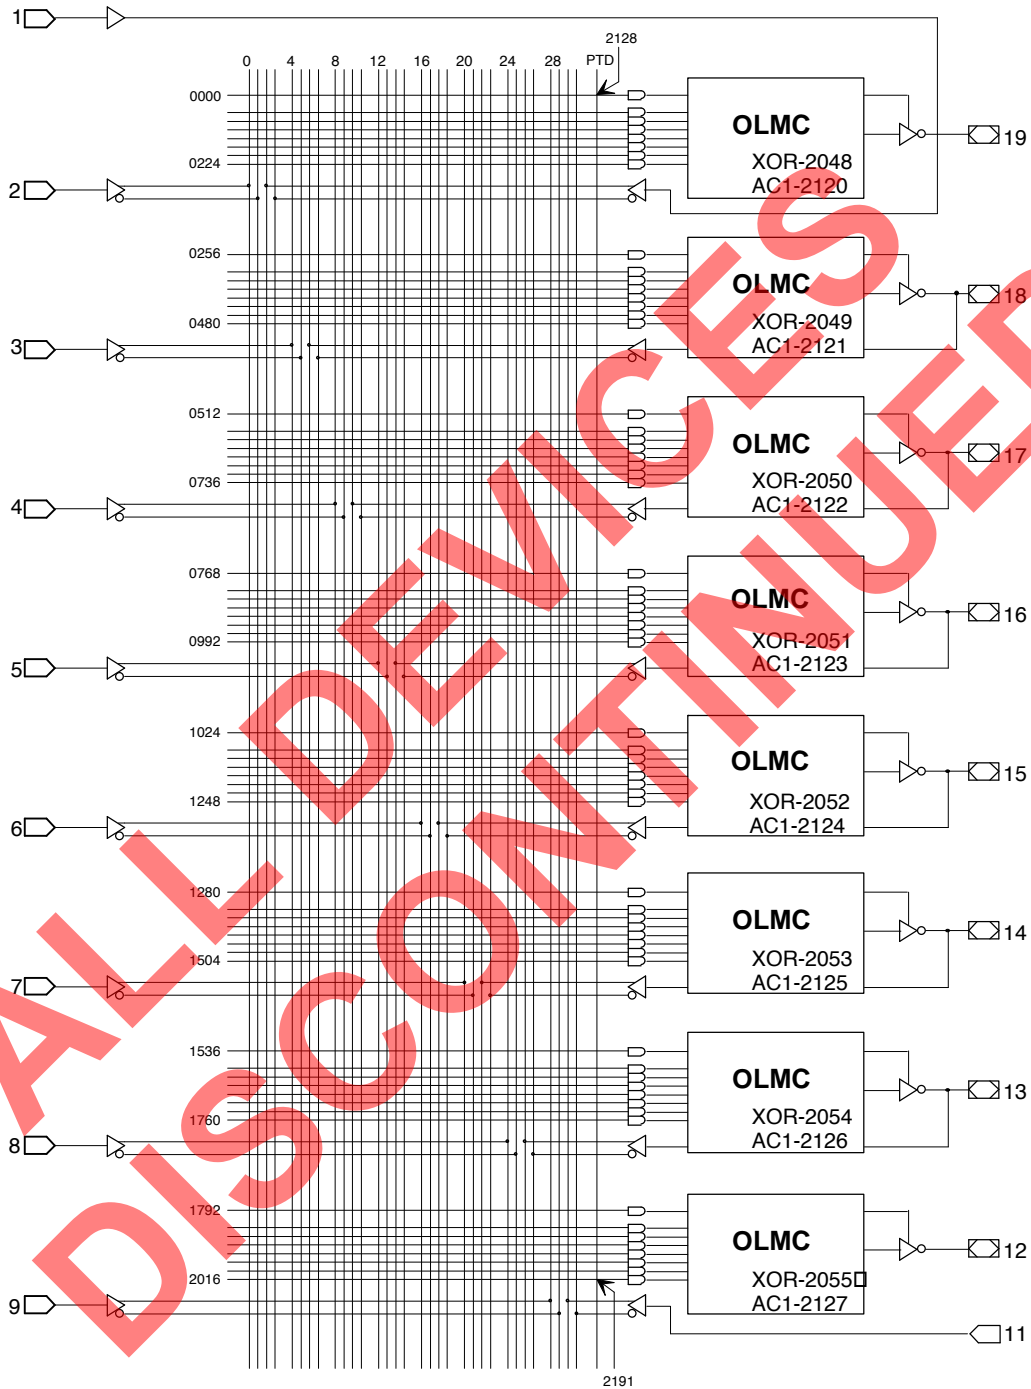 1
2128
0 4 8 12 16 20 24 28 PTD
0000
OLMC
19
XOR-2048
0224
AC1-2120
2
0256
OLMC
18
XOR-2049
0480
AC1-2121
3
0512
OLMC
17
XOR-2050
0736
AC1-2122
4
0768
OLMC
16
XOR-2051
0992
AC1-2123
5
1024
OLMC
15
XOR-2052
1248
AC1-2124
6
1280
OLMC
14
XOR-2053
1504
AC1-2125
7
1536
OLMC
13
XOR-2054
1760
AC1-2126
8
1792
OLMC
12
XOR-2055
2016
AC1-2127
9
11
2191
ALL DEVICES
DISCONTINUED